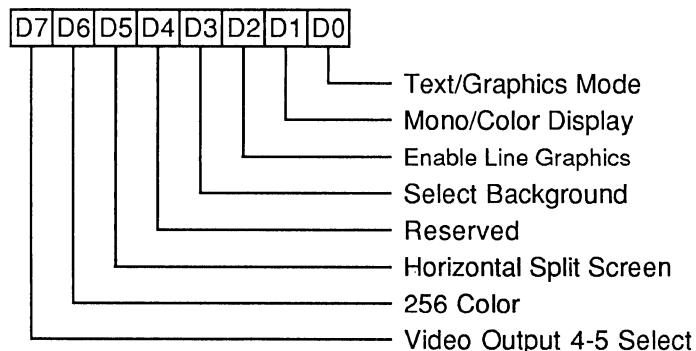 D7 D6 D5 D4 D3 D2 D1 D0
Text/Graphics Mode
Mono/Color Display
Enable Line Graphics
Select Background
Reserved
Horizontal Split Screen
256 Color
Video Output 4-5 Select